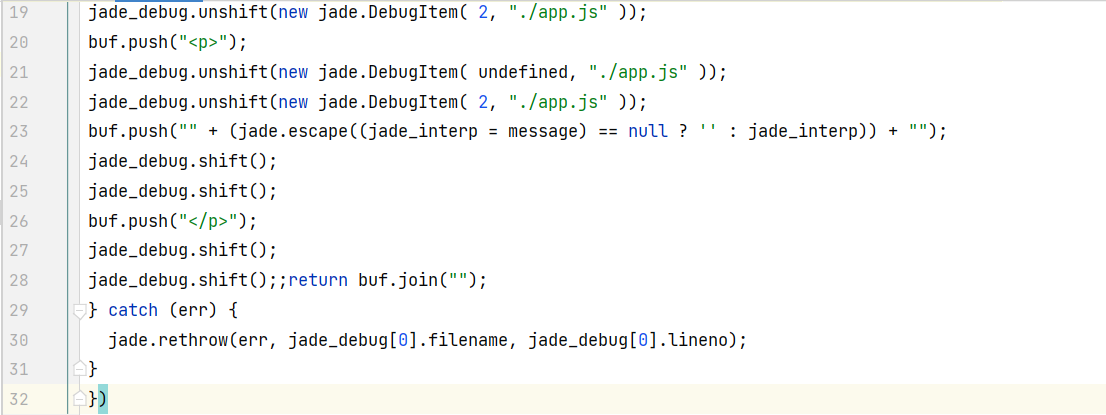 19 jade_debug.unshift(new jade.DebugItem( 2, "./app.js" ));
20 buf.push("<p>");
21 jade_debug.unshift(new jade.DebugItem( undefined, "./app.js" ));
22 jade_debug.unshift(new jade.DebugItem( 2, "./app.js" ));
23 buf.push("" + (jade.escape((jade_interp = message) == null ? '' : jade_interp)) + "");
24 jade_debug.shift();
25 jade_debug.shift();
26 buf.push("</p>");
27 jade_debug.shift();
28 jade_debug.shift();;return buf.join("");
29 } catch (err) {
30   jade.rethrow(err, jade_debug[0].filename, jade_debug[0].lineno);
31 }
32 })